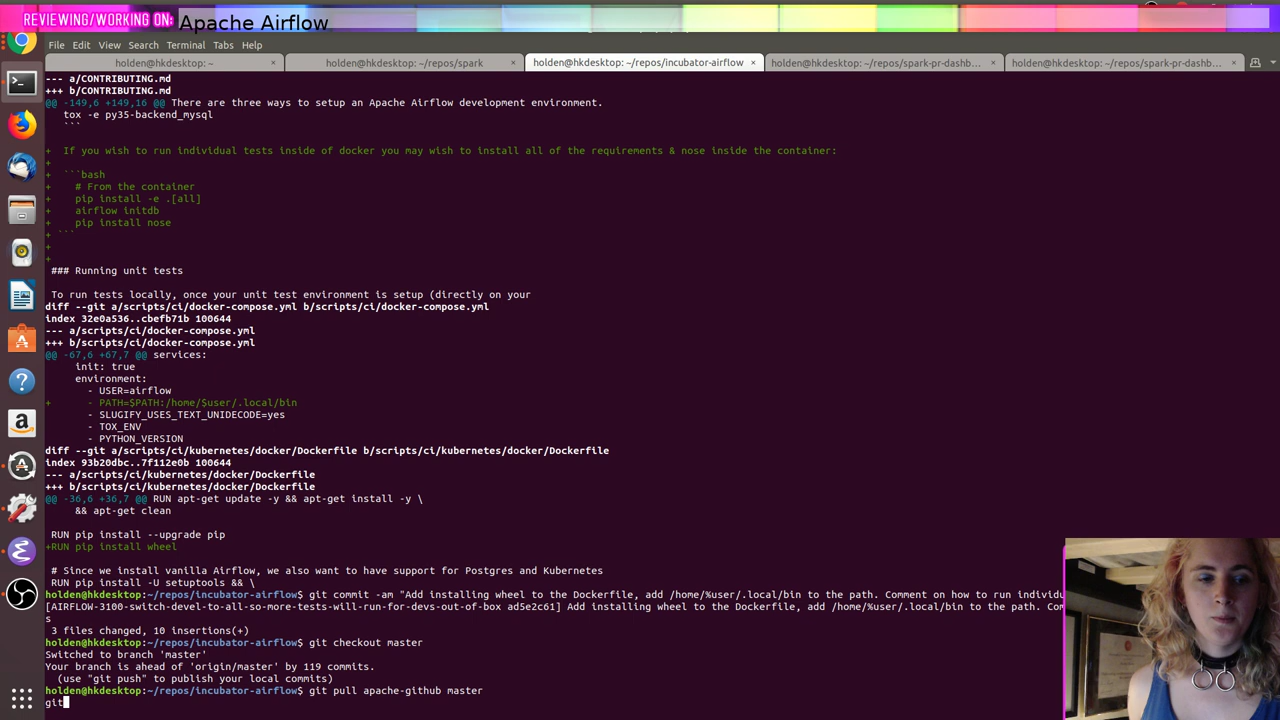 REVIEWING/WORKING ON: Apache Airflow
File Edit View Search Terminal Tabs Help
holden@hkdesktop: ~ × holden@hkdesktop: ~/repos/spark × holden@hkdesktop: ~/repos/incubator-airflow × holden@hkdesktop: ~/repos/spark-pr-dashb... × holden@hkdesktop: ~/repos/spark-pr-dashb... ×
--- a/CONTRIBUTING.md
+++ b/CONTRIBUTING.md
@@ -149,6 +149,16 @@ There are three ways to setup an Apache Airflow development environment.
tox -e py35-backend_mysql
```
+
+ If you wish to run individual tests inside of docker you may wish to install all of the requirements & nose inside the container:
+
+ ```bash
+ # From the container
+ pip install -e .[all]
+ airflow initdb
+ pip install nose
+ ```
+
+
### Running unit tests
To run tests locally, once your unit test environment is setup (directly on your
diff --git a/scripts/ci/docker-compose.yml b/scripts/ci/docker-compose.yml
index 32e0a536..cbefb71b 100644
--- a/scripts/ci/docker-compose.yml
+++ b/scripts/ci/docker-compose.yml
@@ -67,6 +67,7 @@ services:
init: true
environment:
- USER=airflow
+ - PATH=$PATH:/home/$user/.local/bin
- SLUGIFY_USES_TEXT_UNIDECODE=yes
- TOX_ENV
- PYTHON_VERSION
diff --git a/scripts/ci/kubernetes/docker/Dockerfile b/scripts/ci/kubernetes/docker/Dockerfile
index 93b20dbc..7f112e0b 100644
--- a/scripts/ci/kubernetes/docker/Dockerfile
+++ b/scripts/ci/kubernetes/docker/Dockerfile
@@ -36,6 +36,7 @@ RUN apt-get update -y && apt-get install -y \
&& apt-get clean
RUN pip install --upgrade pip
+RUN pip install wheel
# Since we install vanilla Airflow, we also want to have support for Postgres and Kubernetes
RUN pip install -U setuptools && \
holden@hkdesktop:~/repos/incubator-airflow$ git commit -am "Add installing wheel to the Dockerfile, add /home/%user/.local/bin to the path. Comment on how to run individu
[AIRFLOW-3100-switch-devel-to-all-so-more-tests-will-run-for-devs-out-of-box ad5e2c61] Add installing wheel to the Dockerfile, add /home/%user/.local/bin to the path. Co
s
3 files changed, 10 insertions(+)
holden@hkdesktop:~/repos/incubator-airflow$ git checkout master
Switched to branch 'master'
Your branch is ahead of 'origin/master' by 119 commits.
(use "git push" to publish your local commits)
holden@hkdesktop:~/repos/incubator-airflow$ git pull apache-github master
git